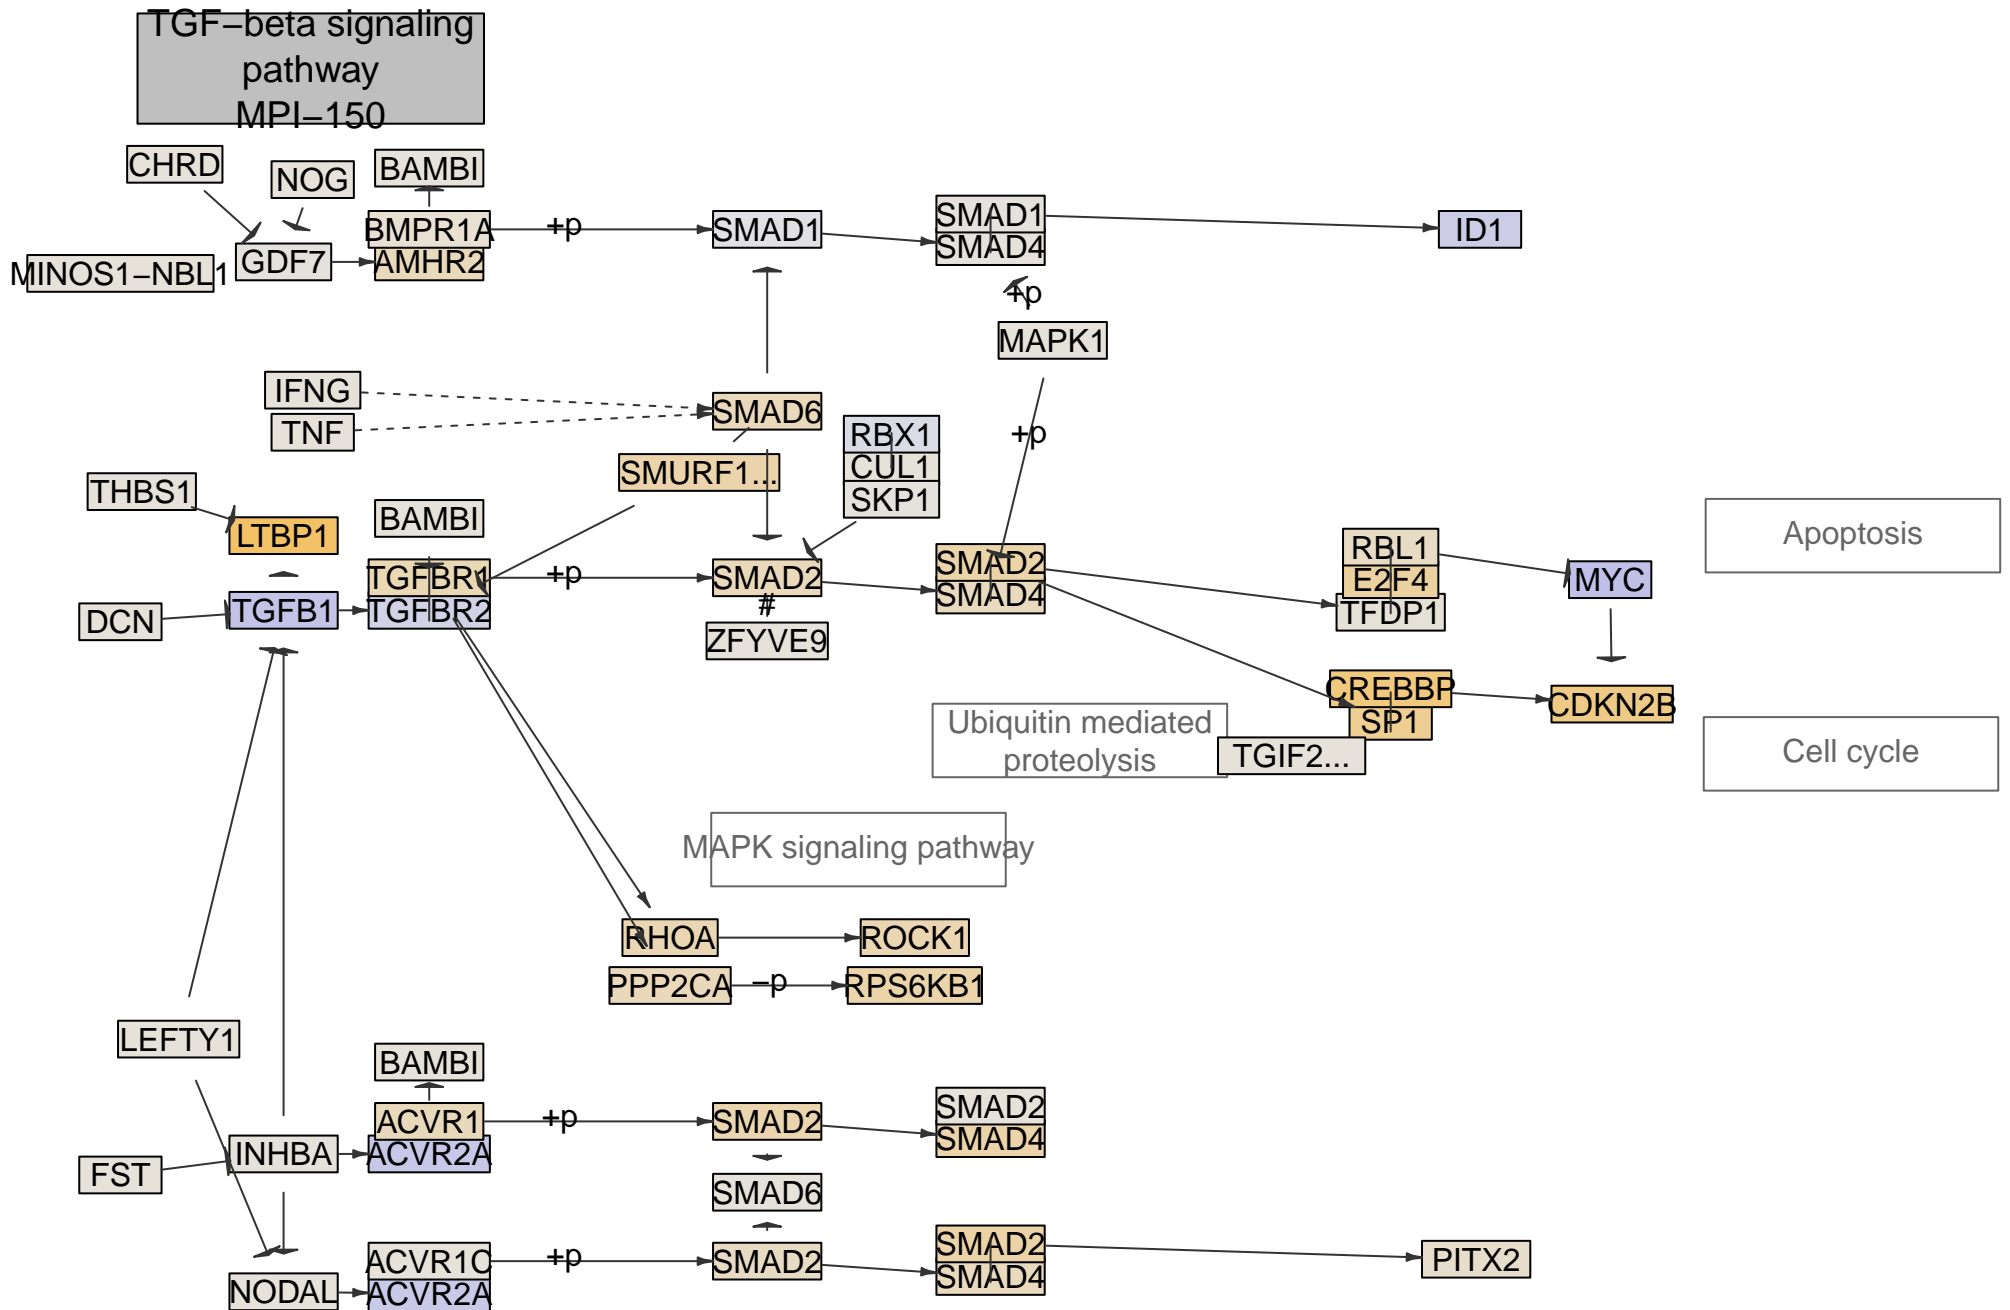 TGF−beta signaling
pathway
MPI−150
CHRD
NOG
BAMBI
BMPR1A
+p
SMAD1
SMAD1
ID1
MINOS1−NBL1
GDF7
AMHR2
SMAD4
+p
MAPK1
IFNG
SMAD6
TNF
RBX1
+p
SMURF1...
CUL1
THBS1
SKP1
LTBP1
BAMBI
Apoptosis
RBL1
TGFBR1
+p
SMAD2
SMAD2
E2F4
MYC
DCN
TGFB1
TGFBR2
#
SMAD4
TFDP1
ZFYVE9
CREBBP
CDKN2B
Ubiquitin mediated
proteolysis
SP1
TGIF2...
Cell cycle
MAPK signaling pathway
RHOA
ROCK1
PPP2CA
−p
RPS6KB1
LEFTY1
BAMBI
ACVR1
+p
SMAD2
SMAD2
FST
INHBA
ACVR2A
SMAD4
SMAD6
ACVR1C
+p
SMAD2
SMAD2
PITX2
NODAL
ACVR2A
SMAD4